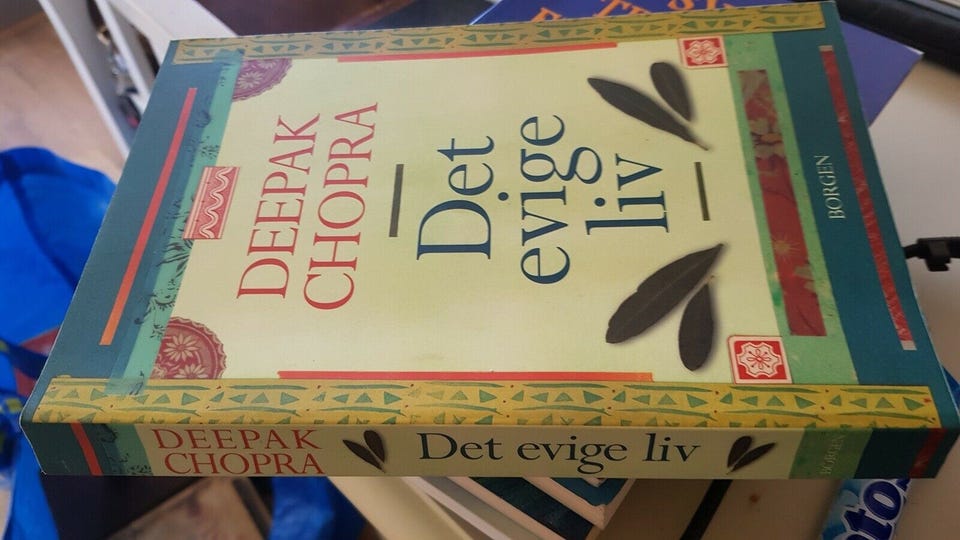 DEEPAK
CHOPRA
Det
evige
liv
BORGEN
DEEPAK
CHOPRA
Det evige liv
BORGEN